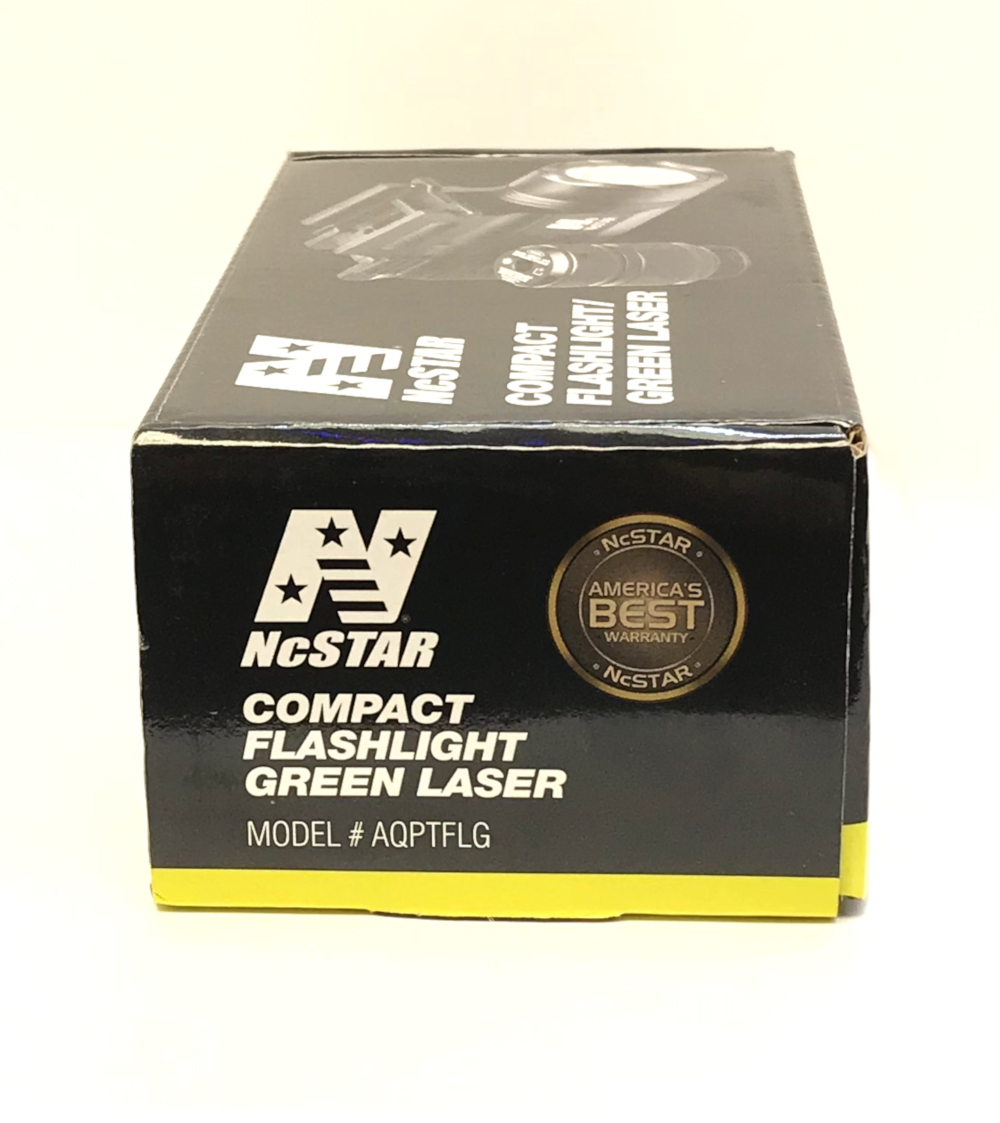 NcSTAR
COMPACT
FLASHLIGHT/
GREEN LASER
NcSTAR
COMPACT
FLASHLIGHT
GREEN LASER
MODEL # AQPTFLG
NcSTAR
AMERICA'S
BEST
WARRANTY
NcSTAR